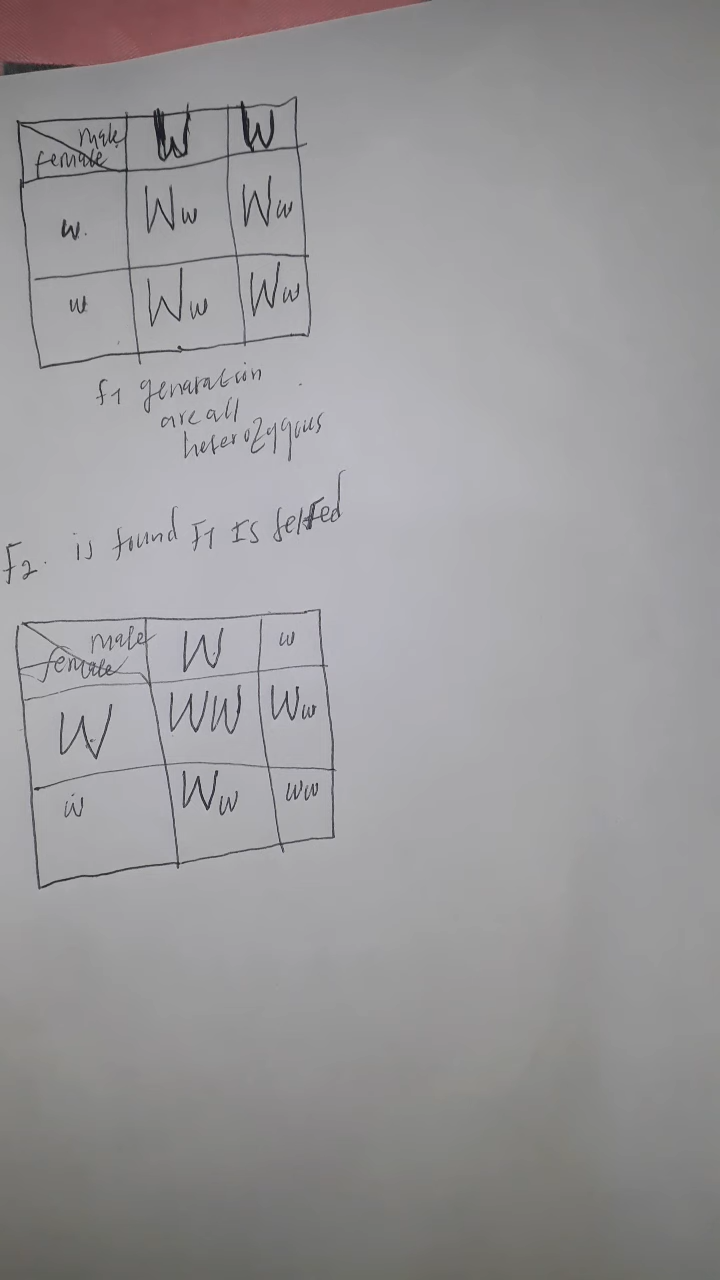 male W W
female
w. Ww Ww
w Ww Ww
f1 genaration
are all
heterozygous
F2. is found F1 Is selfed
male W w
female
W WW Ww
w Ww ww